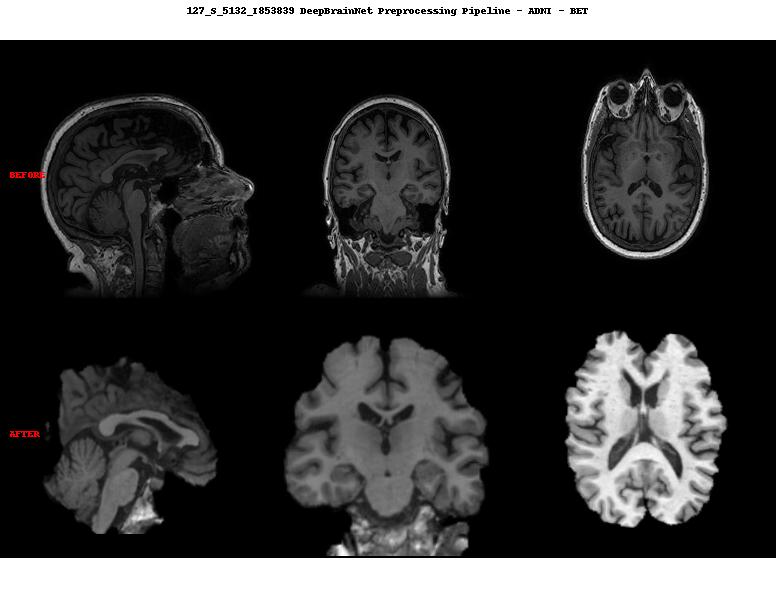 127_S_5132_I853839 DeepBrainNet Preprocessing Pipeline - ADNI - BET
BEFORE
AFTER